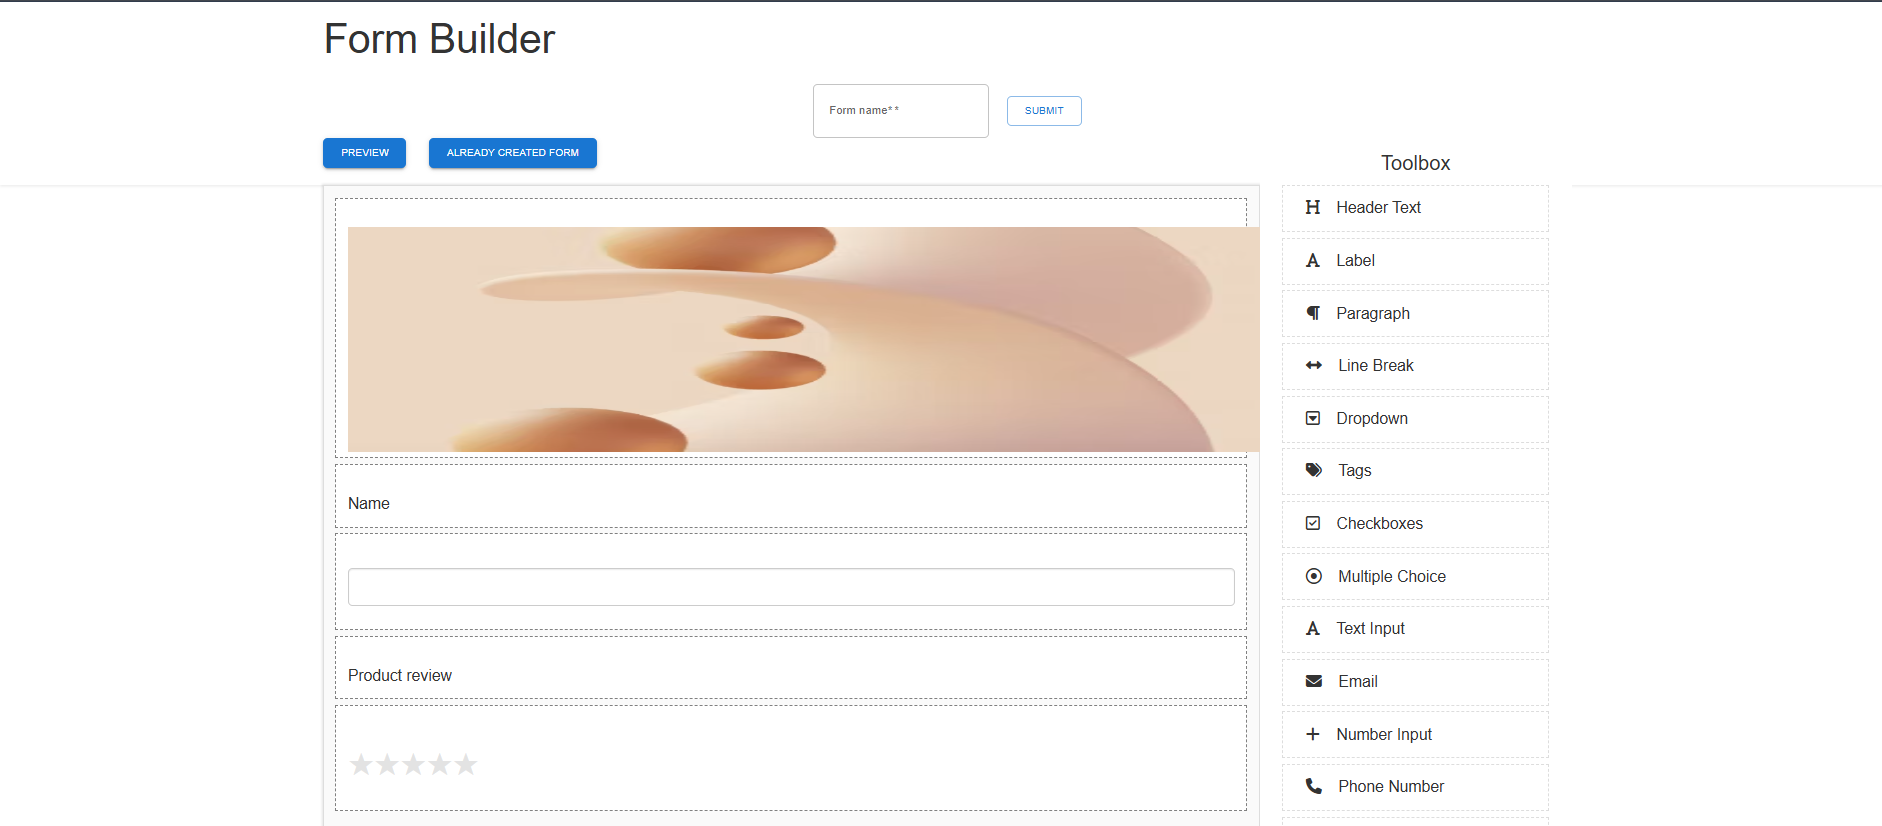 Form Builder
Form name* *
SUBMIT
PREVIEW
ALREADY CREATED FORM
Toolbox
Header Text
Label
Paragraph
Line Break
Dropdown
Tags
Checkboxes
Multiple Choice
Text Input
Email
Number Input
Phone Number
Name
Product review